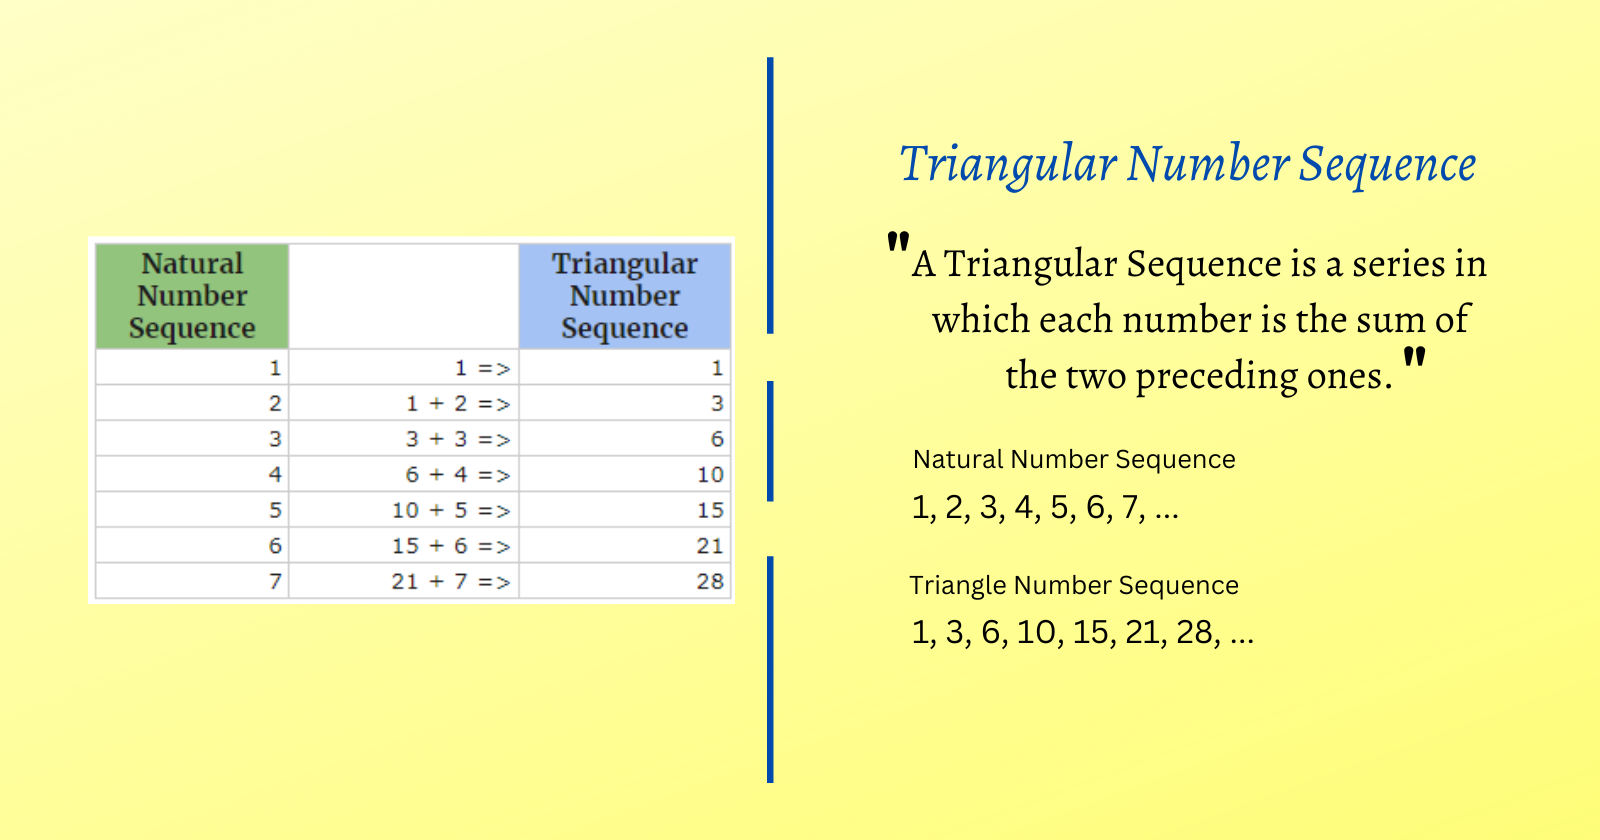 Natural
Number
Sequence
Triangular
Number
Sequence
1 1 => 1
2 1 + 2 => 3
3 3 + 3 => 6
4 6 + 4 => 10
5 10 + 5 => 15
6 15 + 6 => 21
7 21 + 7 => 28
Triangular Number Sequence
"A Triangular Sequence is a series in
which each number is the sum of
the two preceding ones."
Natural Number Sequence
1, 2, 3, 4, 5, 6, 7, ...
Triangle Number Sequence
1, 3, 6, 10, 15, 21, 28, ...